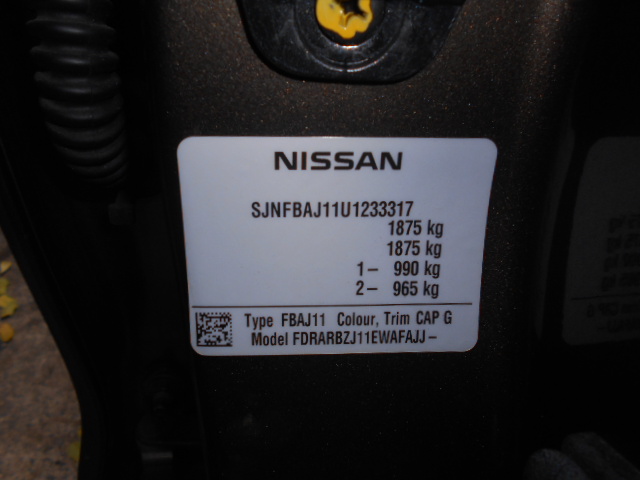 NISSAN
SJNFBAJ11U1233317
1875 kg
1875 kg
1- 990 kg
2- 965 kg
Type FBAJ11 Colour, Trim CAP G
Model FDRARBZJ11EWAFAJJ-